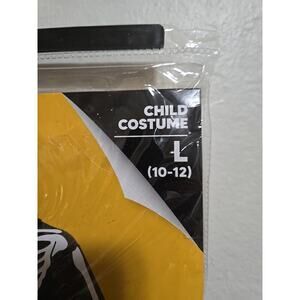 CHILD
COSTUME
L
(10-12)